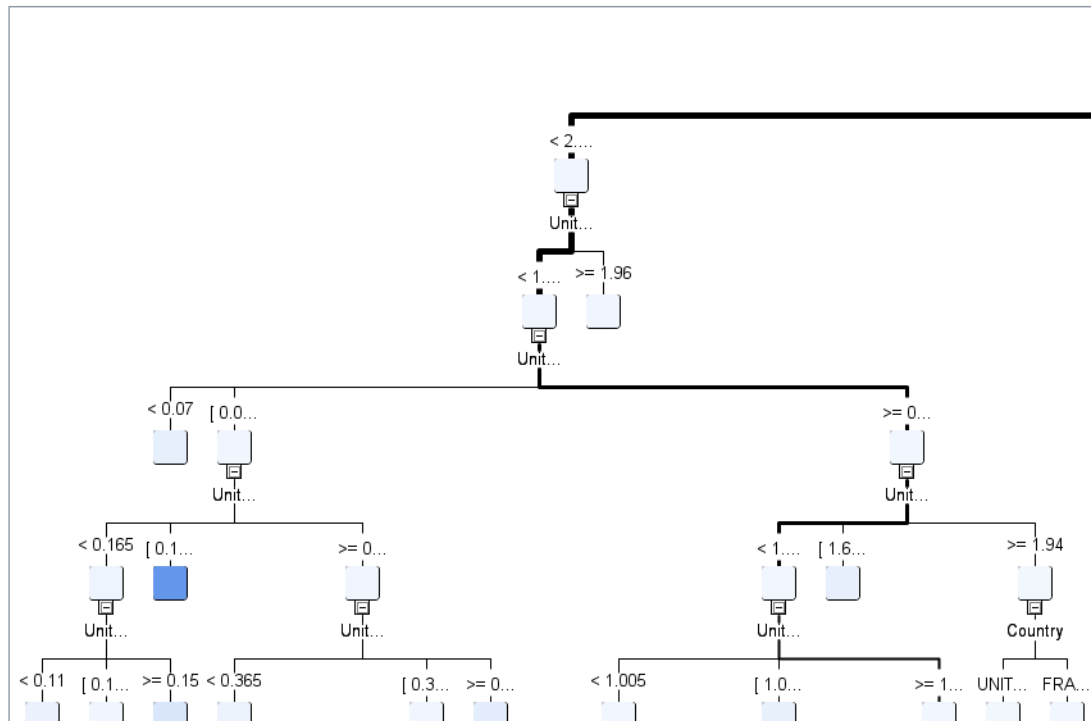 < 2....
Unit...
< 1.... >= 1.96
Unit...
< 0.07 [ 0.0... >= 0...
Unit... Unit...
< 0.165 [ 0.1... >= 0... < 1.... [ 1.6... >= 1.94
Unit... Unit... Unit... Country
< 0.11 [ 0.1... >= 0.15 < 0.365 [ 0.3... >= 0... < 1.005 [ 1.0... >= 1... UNIT... FRA...